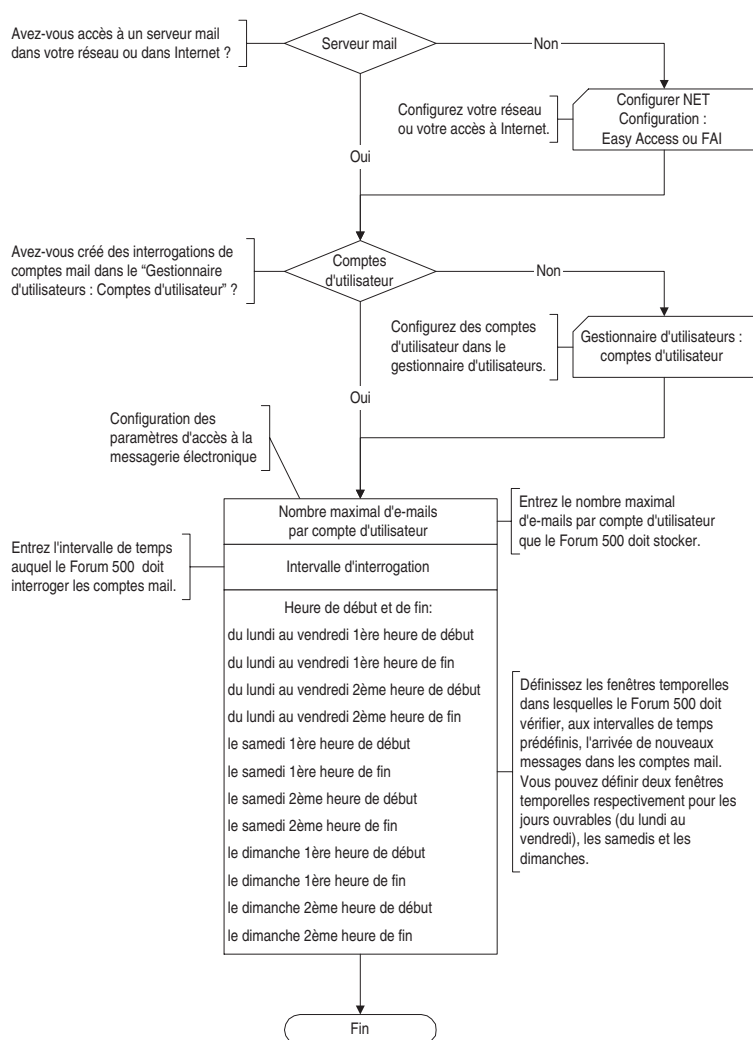 Avez-vous accès à un serveur mail
dans votre réseau ou dans Internet ?
Serveur mail
Non
Configurez votre réseau
ou votre accès à Internet.
Configurer NET
Configuration :
Easy Access ou FAI
Oui
Avez-vous créé des interrogations de
comptes mail dans le “Gestionnaire
d'utilisateurs : Comptes d'utilisateur” ?
Comptes
d'utilisateur
Non
Configurez des comptes
d'utilisateur dans le
gestionnaire d'utilisateurs.
Gestionnaire d'utilisateurs :
comptes d'utilisateur
Oui
Configuration des
paramètres d'accès à la
messagerie électronique
Nombre maximal d'e-mails
par compte d'utilisateur
Entrez le nombre maximal
d'e-mails par compte d'utilisateur
que le Forum 500 doit stocker.
Entrez l'intervalle de temps
auquel le Forum 500 doit
interroger les comptes mail.
Intervalle d'interrogation
Heure de début et de fin:
du lundi au vendredi 1ère heure de début
du lundi au vendredi 1ère heure de fin
du lundi au vendredi 2ème heure de début
du lundi au vendredi 2ème heure de fin
le samedi 1ère heure de début
le samedi 1ère heure de fin
le samedi 2ème heure de début
le samedi 2ème heure de fin
le dimanche 1ère heure de début
le dimanche 1ère heure de fin
le dimanche 2ème heure de début
le dimanche 2ème heure de fin
Définissez les fenêtres temporelles
dans lesquelles le Forum 500 doit
vérifier, aux intervalles de temps
prédéfinis, l'arrivée de nouveaux
messages dans les comptes mail.
Vous pouvez définir deux fenêtres
temporelles respectivement pour les
jours ouvrables (du lundi au
vendredi), les samedis et les
dimanches.
Fin